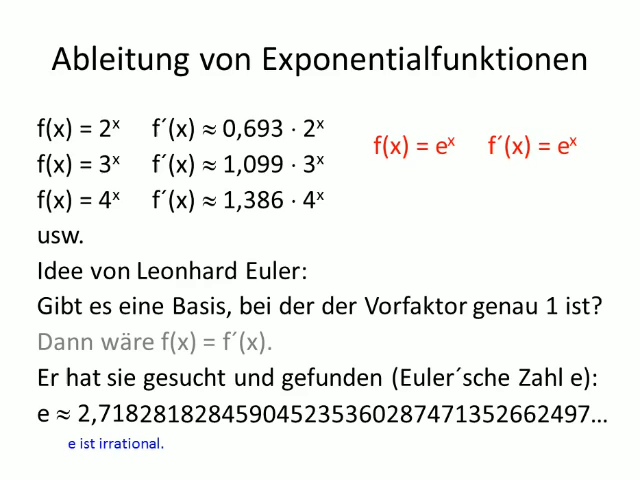 Ableitung von Exponentialfunktionen
f(x) = 2ˣ f´(x) ≈ 0,693 · 2ˣ
f(x) = eˣ f´(x) = eˣ
f(x) = 3ˣ f´(x) ≈ 1,099 · 3ˣ
f(x) = 4ˣ f´(x) ≈ 1,386 · 4ˣ
usw.
Idee von Leonhard Euler:
Gibt es eine Basis, bei der der Vorfaktor genau 1 ist?
Dann wäre f(x) = f´(x).
Er hat sie gesucht und gefunden (Euler´sche Zahl e):
e ≈ 2,718281828459045235360287471352662497...
e ist irrational.